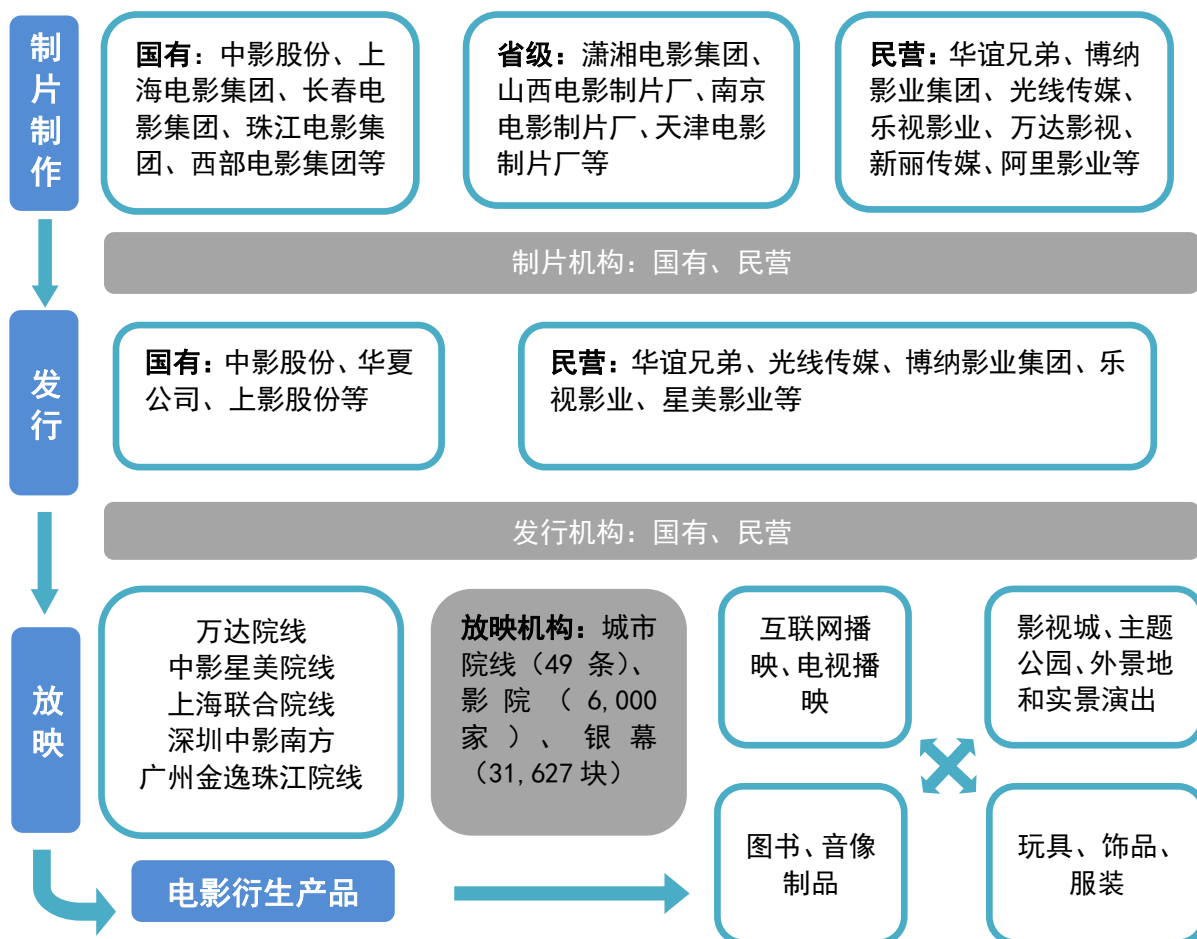 制片制作
国有：中影股份、上
海电影集团、长春电
影集团、珠江电影集
团、西部电影集团等
省级：潇湘电影集团、
山西电影制片厂、南京
电影制片厂、天津电影
制片厂等
民营：华谊兄弟、博纳
影业集团、光线传媒、
乐视影业、万达影视、
新丽传媒、阿里影业等
制片机构：国有、民营
发行
国有：中影股份、华夏
公司、上影股份等
民营：华谊兄弟、光线传媒、博纳影业集团、乐
视影业、星美影业等
发行机构：国有、民营
放映
万达院线
中影星美院线
上海联合院线
深圳中影南方
广州金逸珠江院线
放映机构：城市
院线（49 条）、
影院（6,000
家）、银幕
（31,627 块）
互联网播
映、电视播
映
影视城、主题
公园、外景地
和实景演出
图书、音像
制品
玩具、饰品、
服装
电影衍生产品